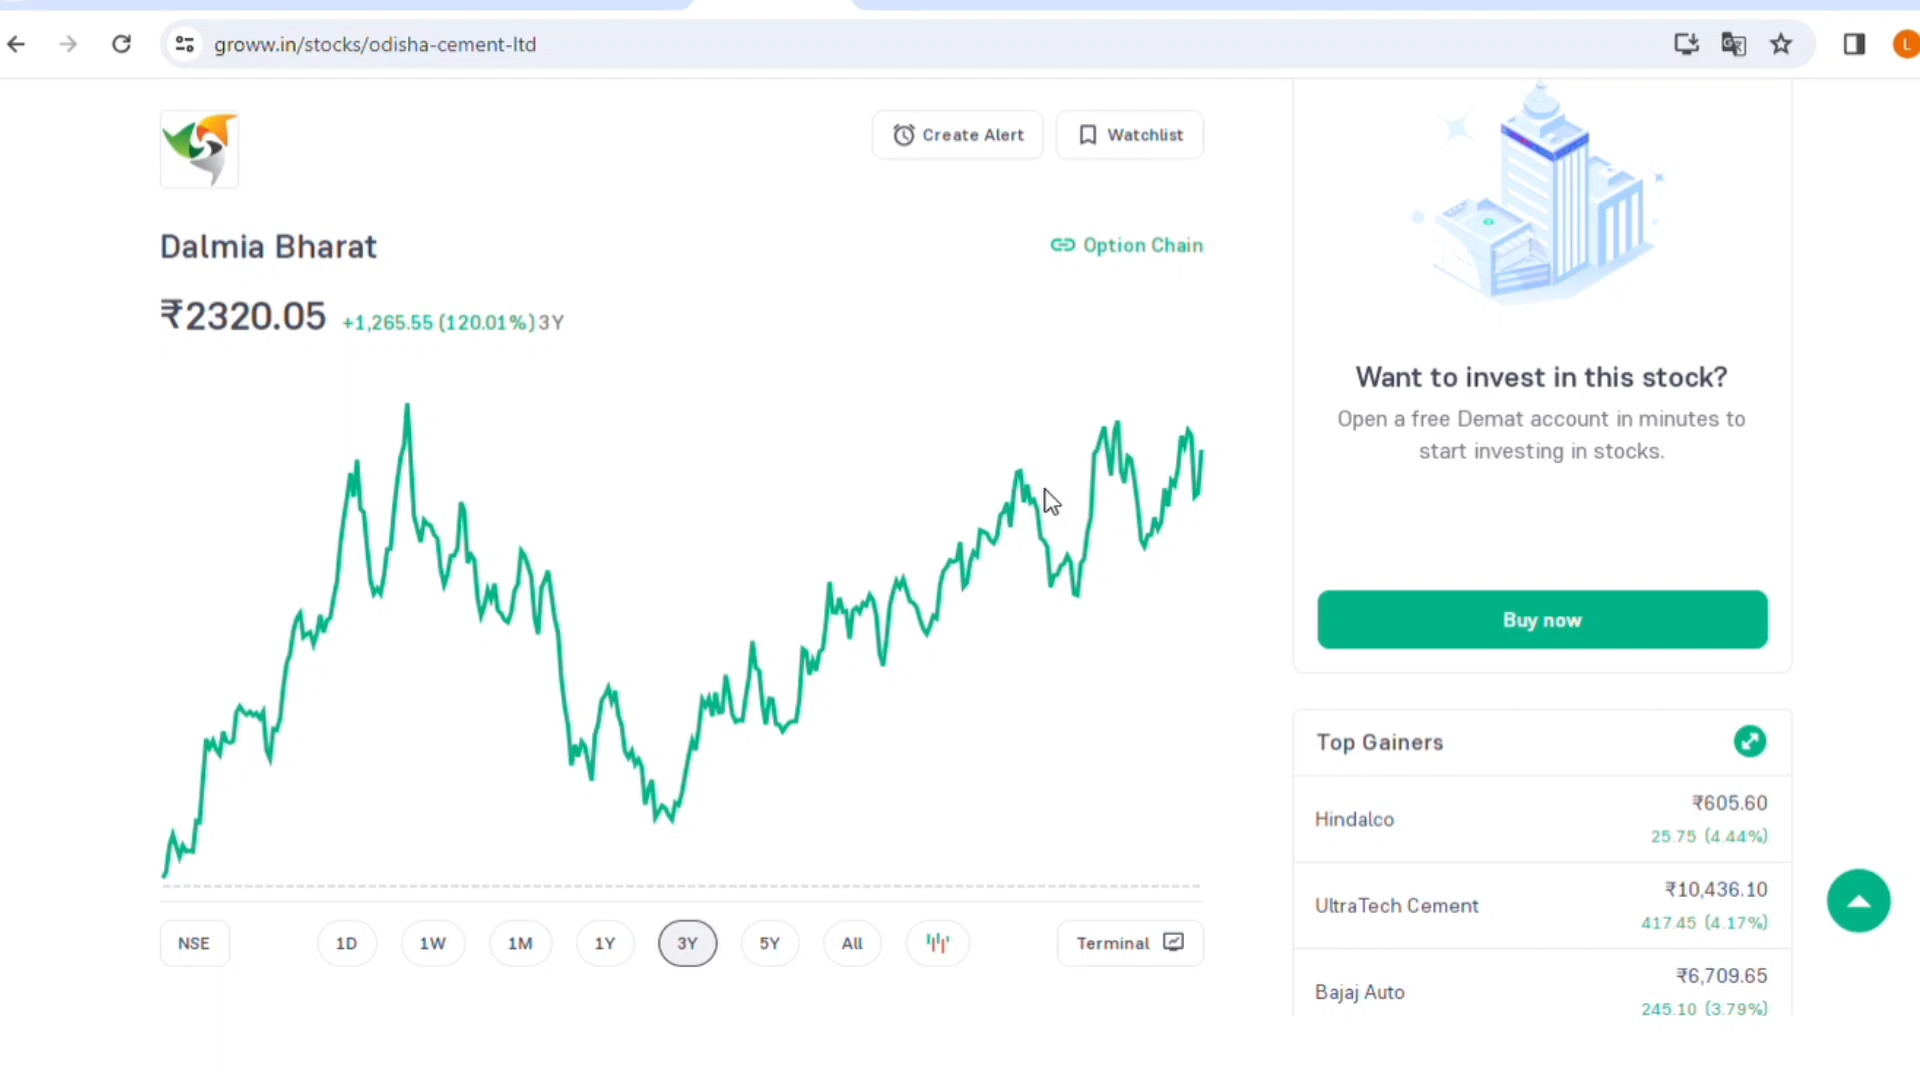 groww.in/stocks/odisha-cement-ltd
L
Create Alert
Watchlist
Dalmia Bharat
Option Chain
₹2320.05 +1,265.55 (120.01%) 3Y
NSE
1D
1W
1M
1Y
3Y
5Y
All
Terminal
Want to invest in this stock?
Open a free Demat account in minutes to
start investing in stocks.
Buy now
Top Gainers
Hindalco
₹605.60
25.75 (4.44%)
UltraTech Cement
₹10,436.10
417.45 (4.17%)
Bajaj Auto
₹6,709.65
245.10 (3.79%)